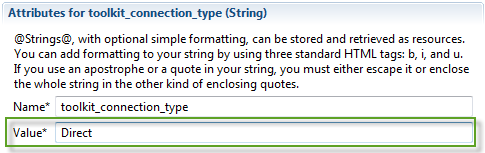 Attributes for toolkit_connection_type (String)
@Strings@, with optional simple formatting, can be stored and retrieved as resources.
You can add formatting to your string by using three standard HTML tags: b, i, and u.
If you use an apostrophe or a quote in your string, you must either escape it or enclose
the whole string in the other kind of enclosing quotes.
Name* toolkit_connection_type
Value* Direct